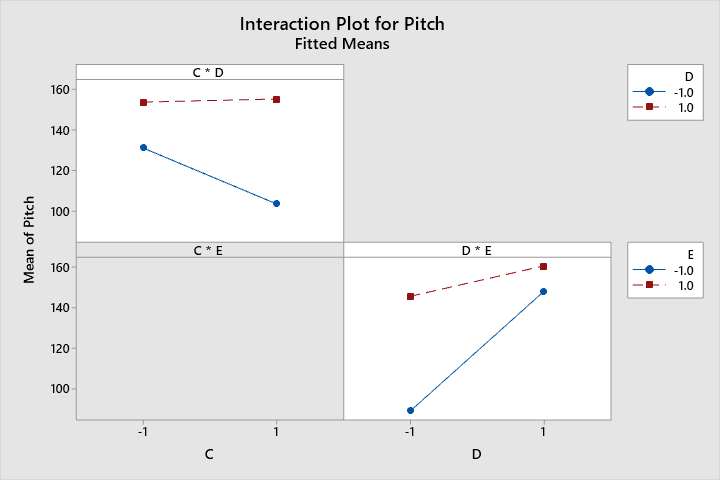 Interaction Plot for Pitch
Fitted Means
C * D
D
-1.0
1.0
160
140
120
100
Mean of Pitch
C * E
D * E
E
-1.0
1.0
160
140
120
100
-1
1
-1
1
C
D